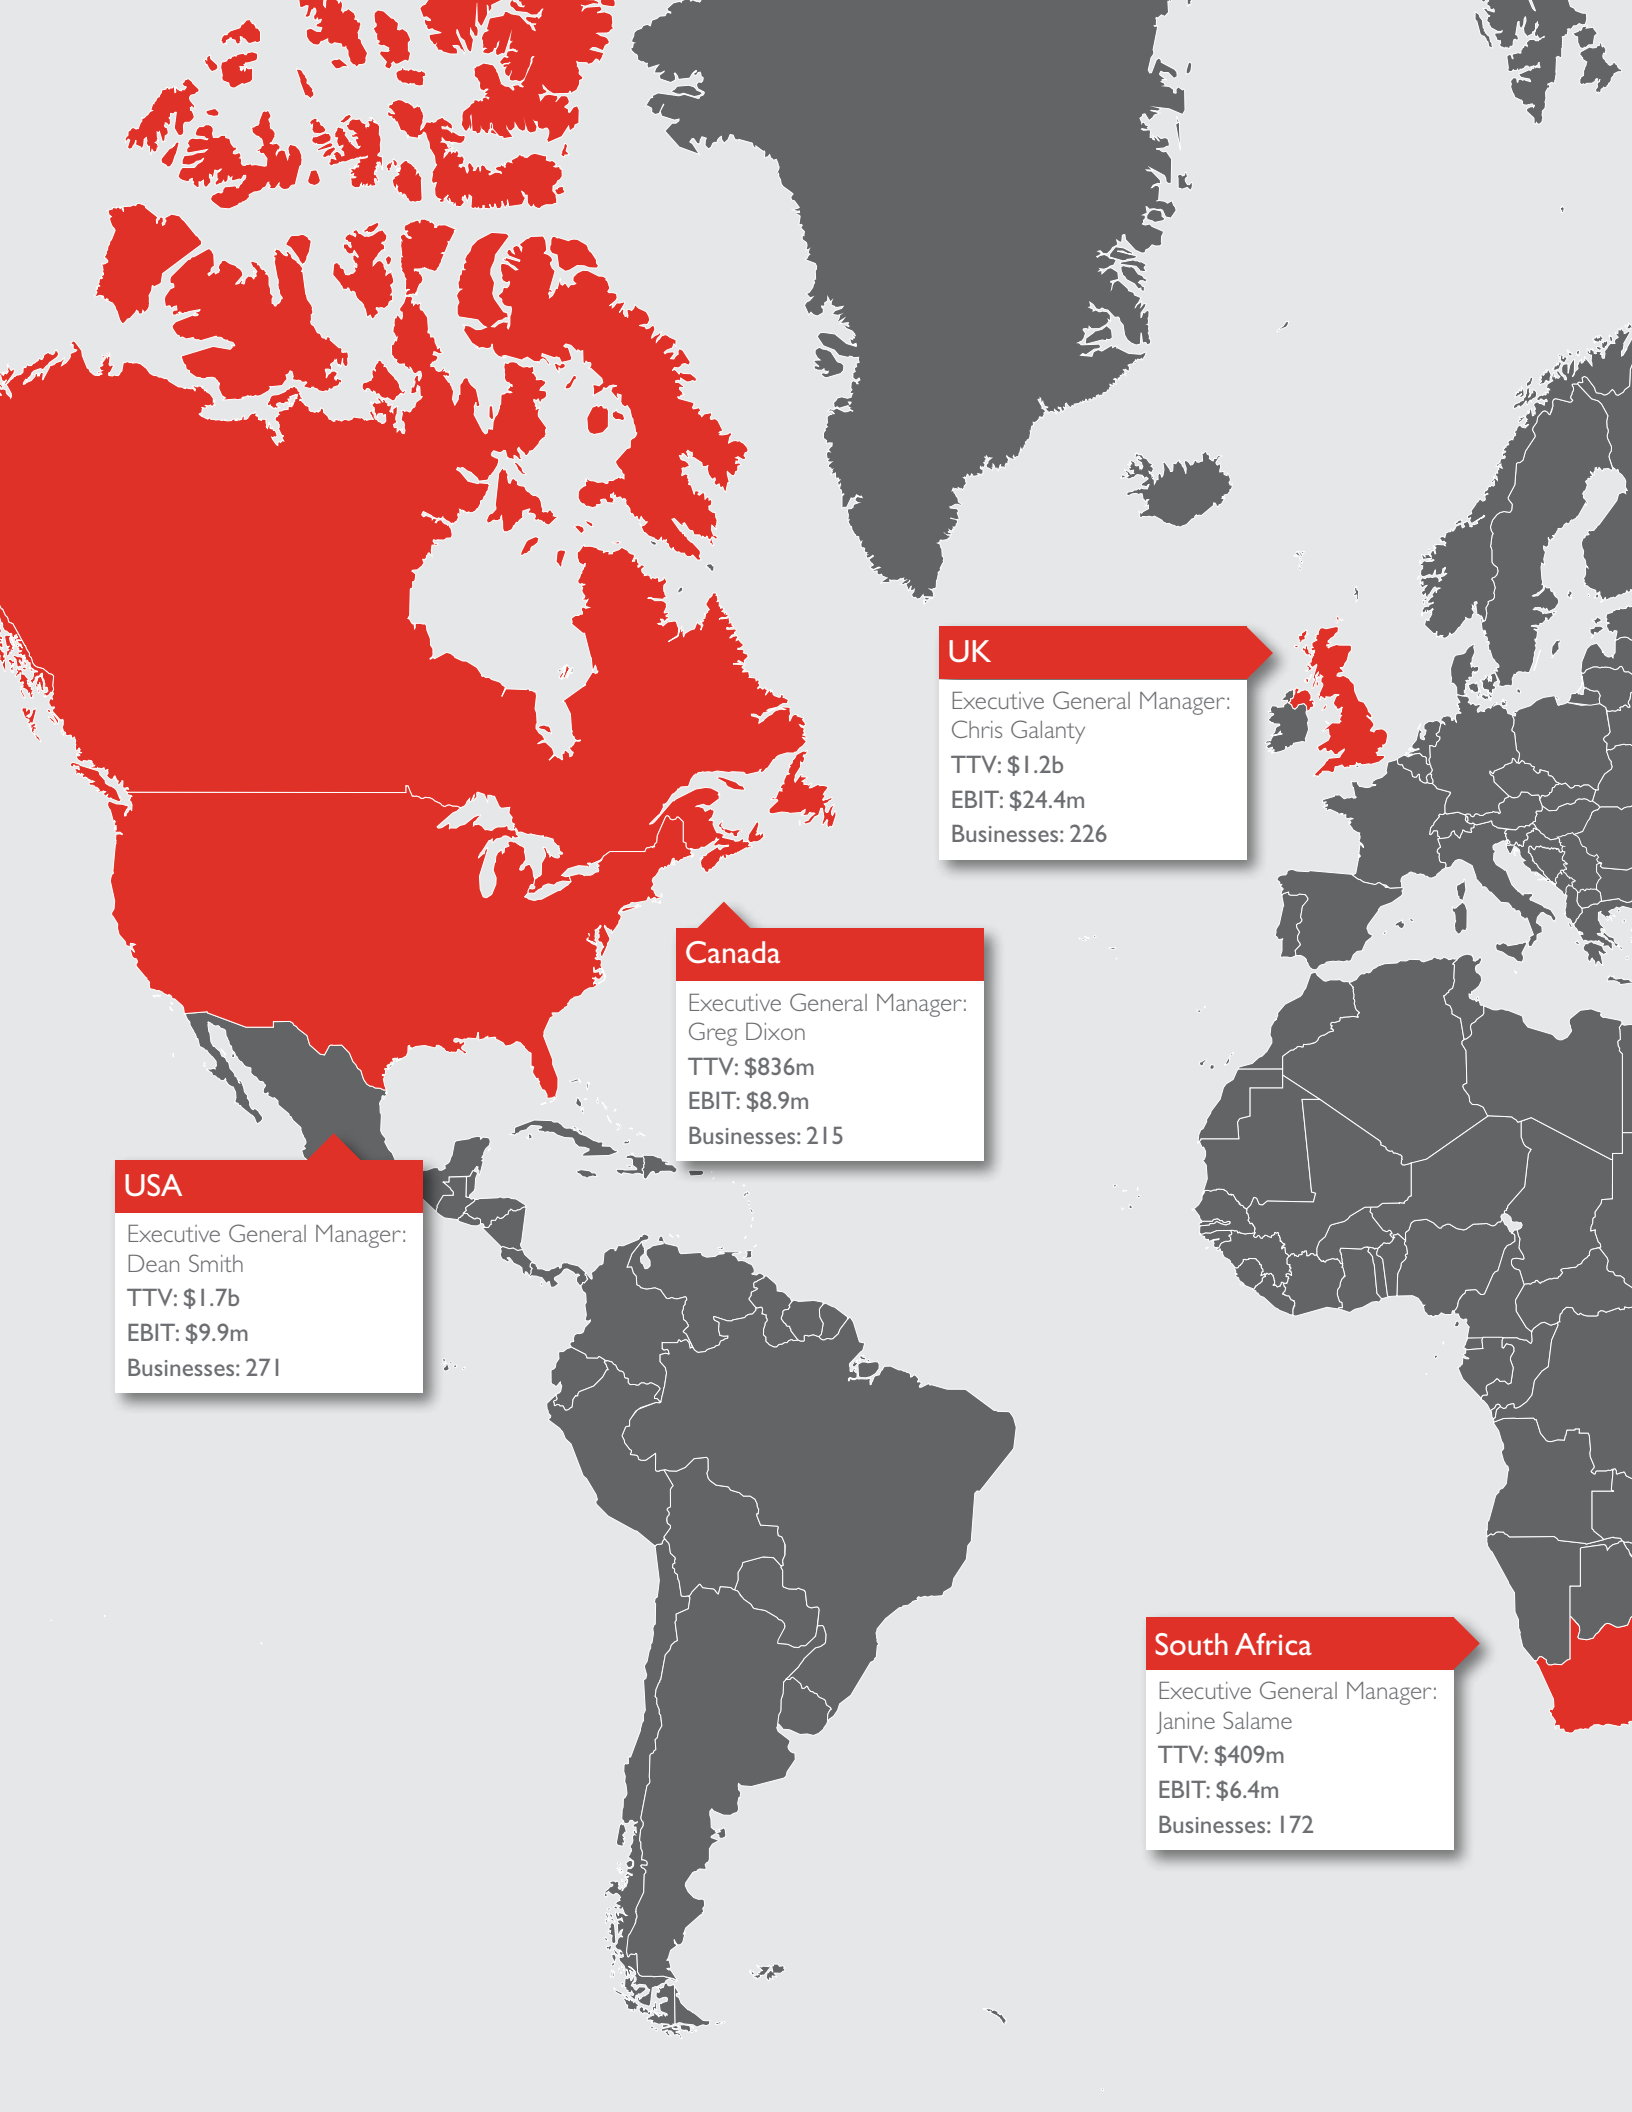 UK
Executive General Manager:
Chris Galanty
TTV: $1.2b
EBIT: $24.4m
Businesses: 226
Canada
Executive General Manager:
Greg Dixon
TTV: $836m
EBIT: $8.9m
Businesses: 215
USA
Executive General Manager:
Dean Smith
TTV: $1.7b
EBIT: $9.9m
Businesses: 271
South Africa
Executive General Manager:
Janine Salame
TTV: $409m
EBIT: $6.4m
Businesses: 172